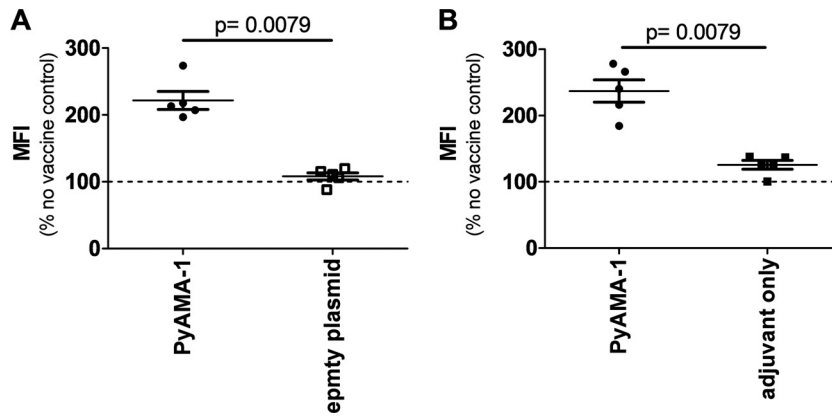 A
p= 0.0079
MFI
(% no vaccine control)
300
200
100
0
PyAMA-1
epmty plasmid
B
p= 0.0079
MFI
(% no vaccine control)
300
200
100
0
PyAMA-1
adjuvant only